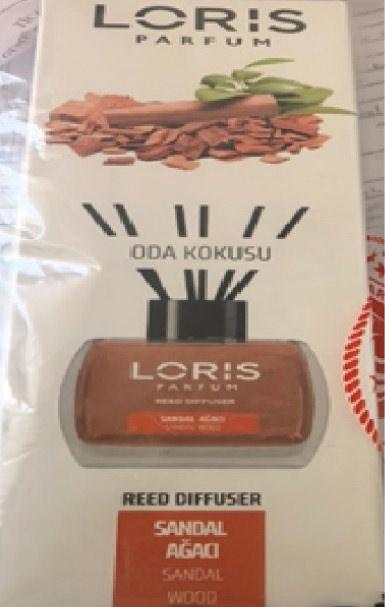 LORIS
PARFUM
ODA KOKUSU
LORIS
PARFUM
REED DIFFUSER
SANDAL AĞACI
SANDAL WOOD
REED DIFFUSER
SANDAL
AĞACI
SANDAL
WOOD